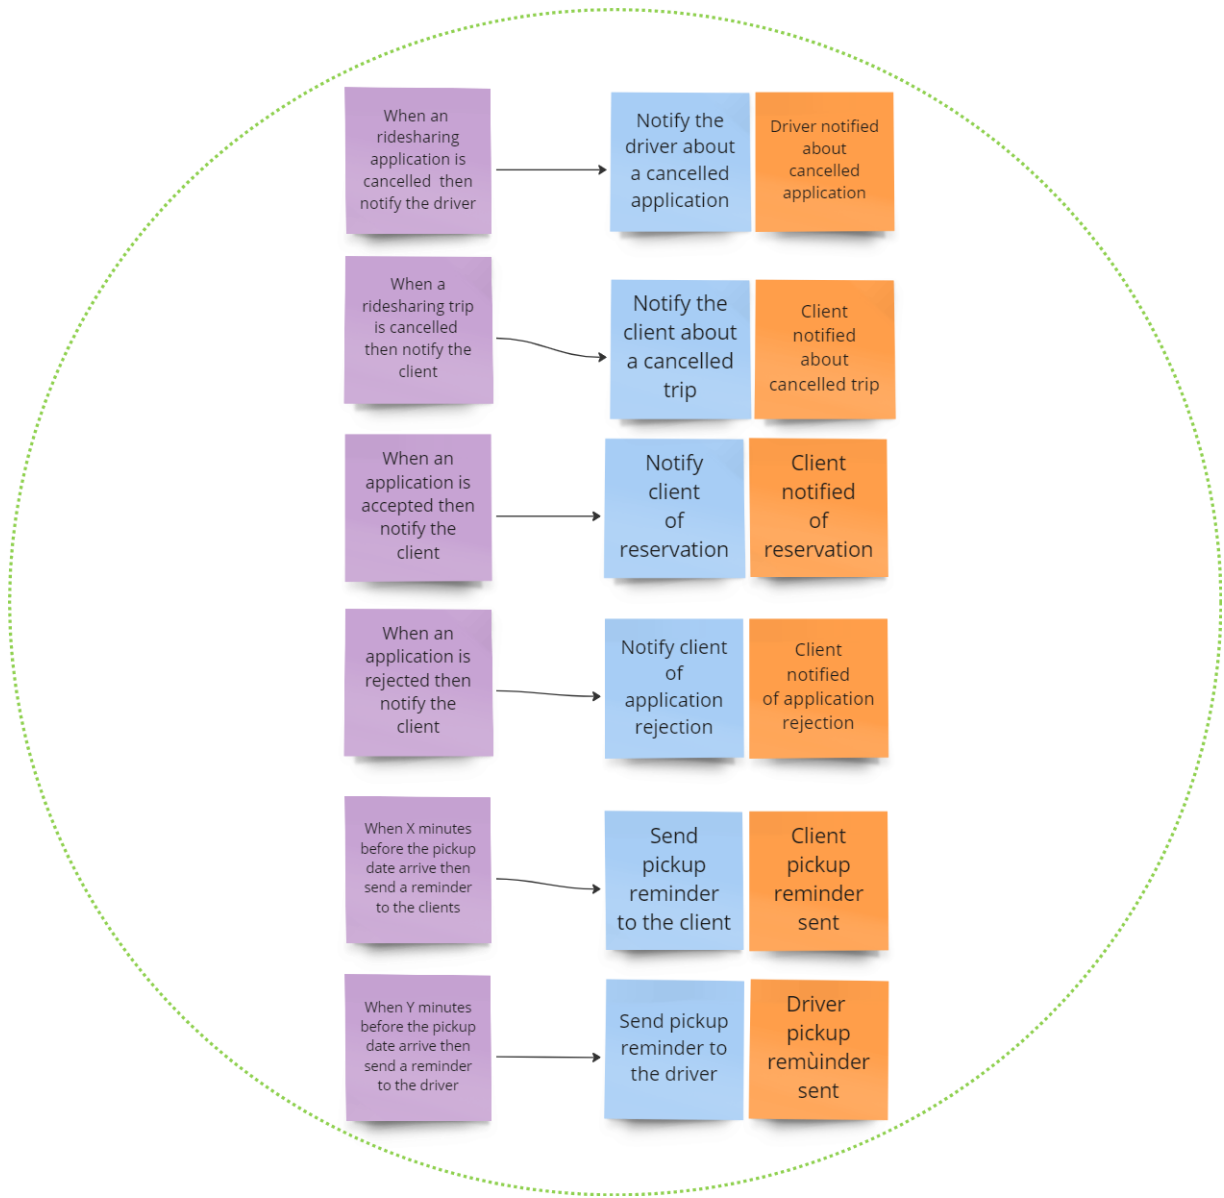 When an
ridesharing
application is
cancelled then
notify the driver
Notify the
driver about
a cancelled
application
Driver notified
about
cancelled
application
When a
ridesharing trip
is cancelled
then notify the
client
Notify the
client about
a cancelled
trip
Client
notified
about
cancelled trip
When an
application is
accepted then
notify the
client
Notify
client
of
reservation
Client
notified
of
reservation
When an
application is
rejected then
notify the
client
Notify client
of
application
rejection
Client
notified
of application
rejection
When X minutes
before the pickup
date arrive then
send a reminder
to the clients
Send
pickup
reminder
to the client
Client
pickup
reminder
sent
When Y minutes
before the pickup
date arrive then
send a reminder
to the driver
Send pickup
reminder to
the driver
Driver
pickup
remùinder
sent